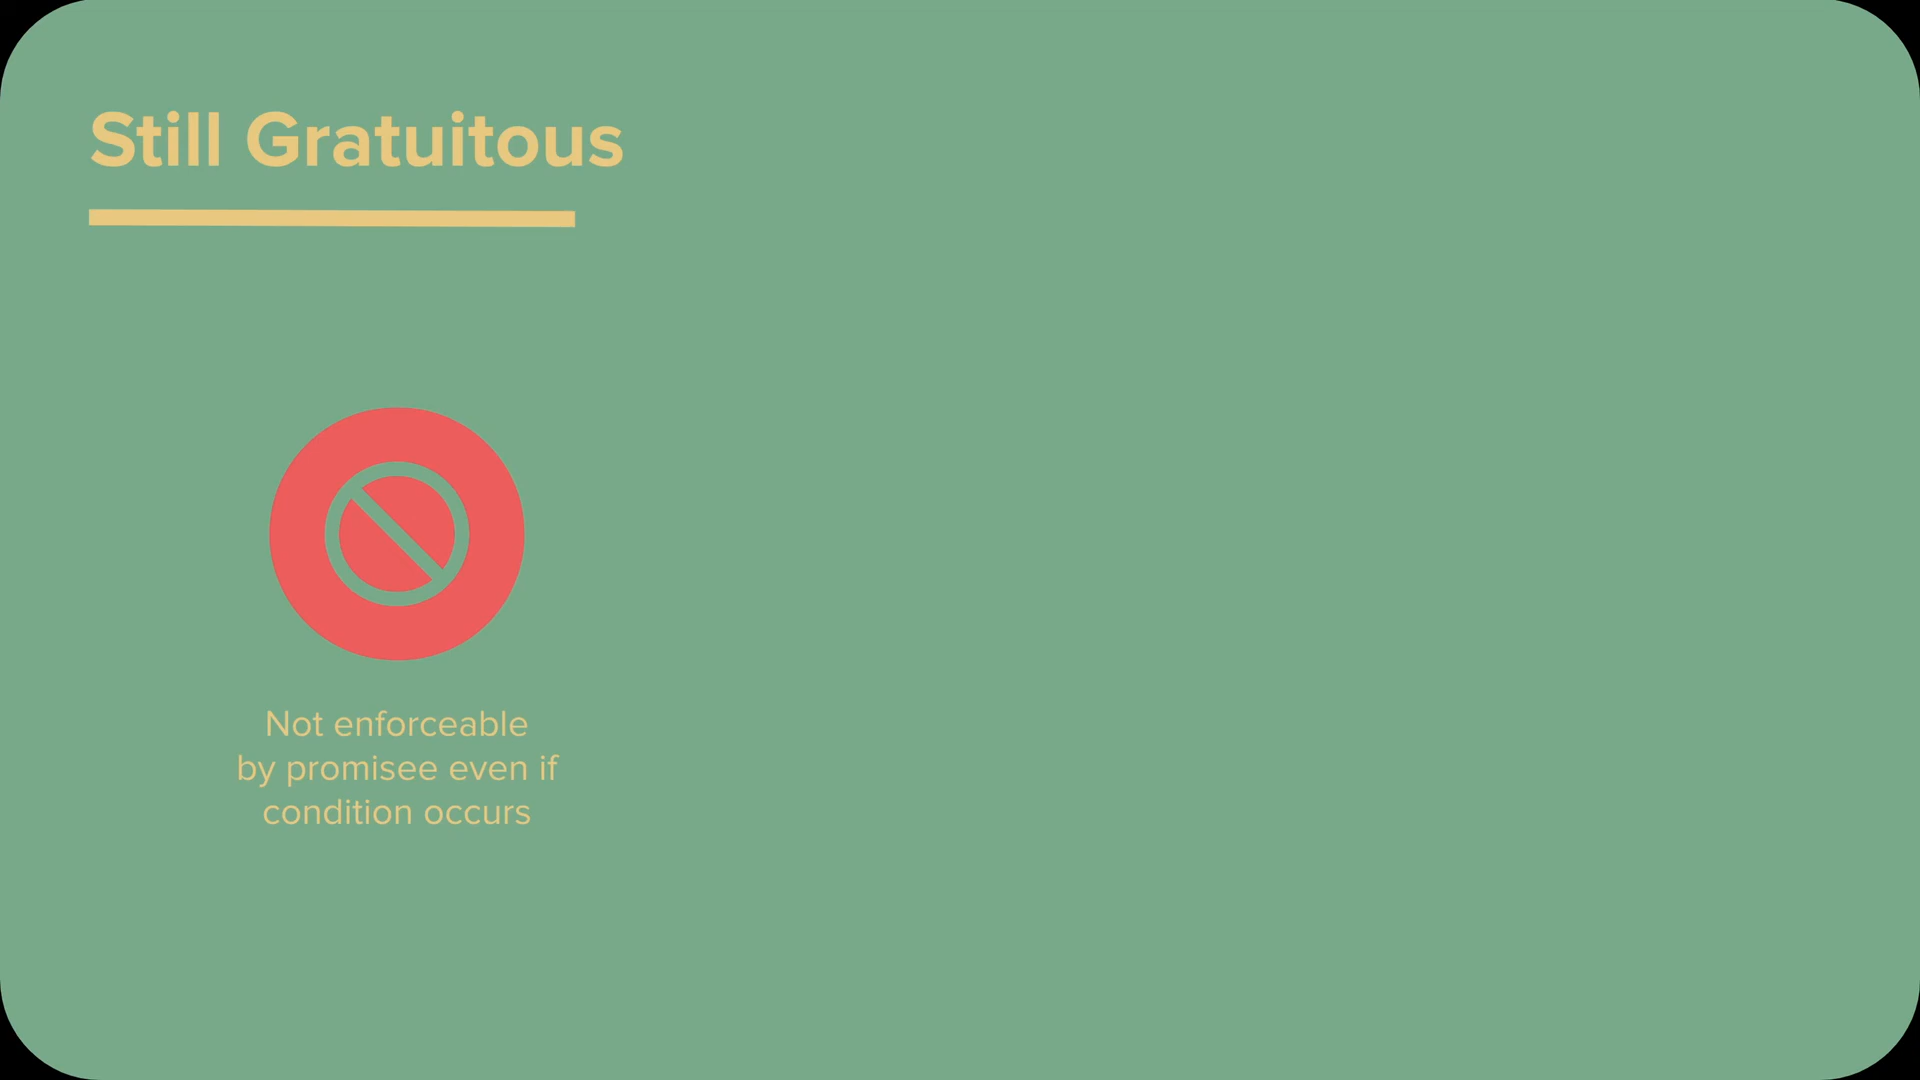 Still Gratuitous
Not enforceable
by promisee even if
condition occurs